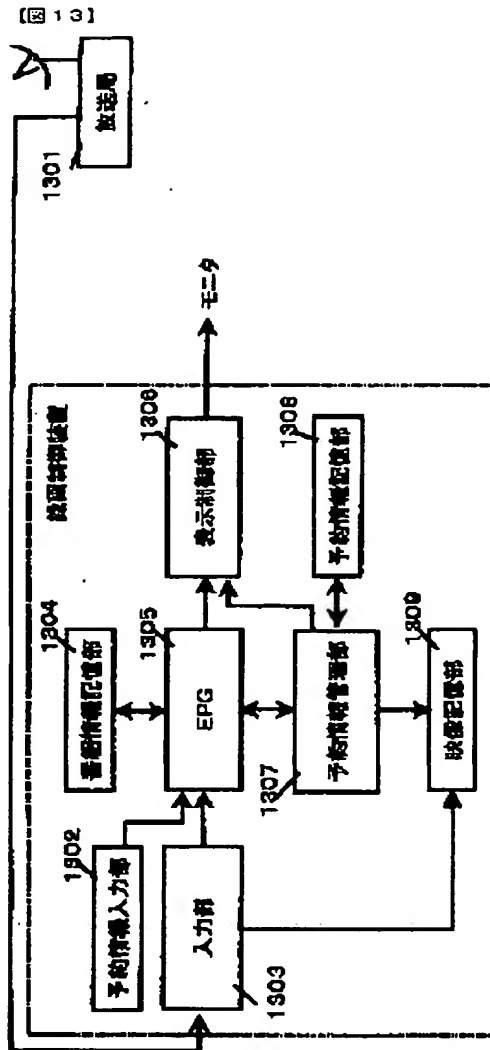 【図13】
放送局
1301
録画制御装置
1302
予約情報入力部
1303
入力部
1304
番組情報記憶部
1305
EPG
1306
表示制御部
モニタ
1307
予約情報管理部
1308
予約情報記憶部
1309
映像記憶部